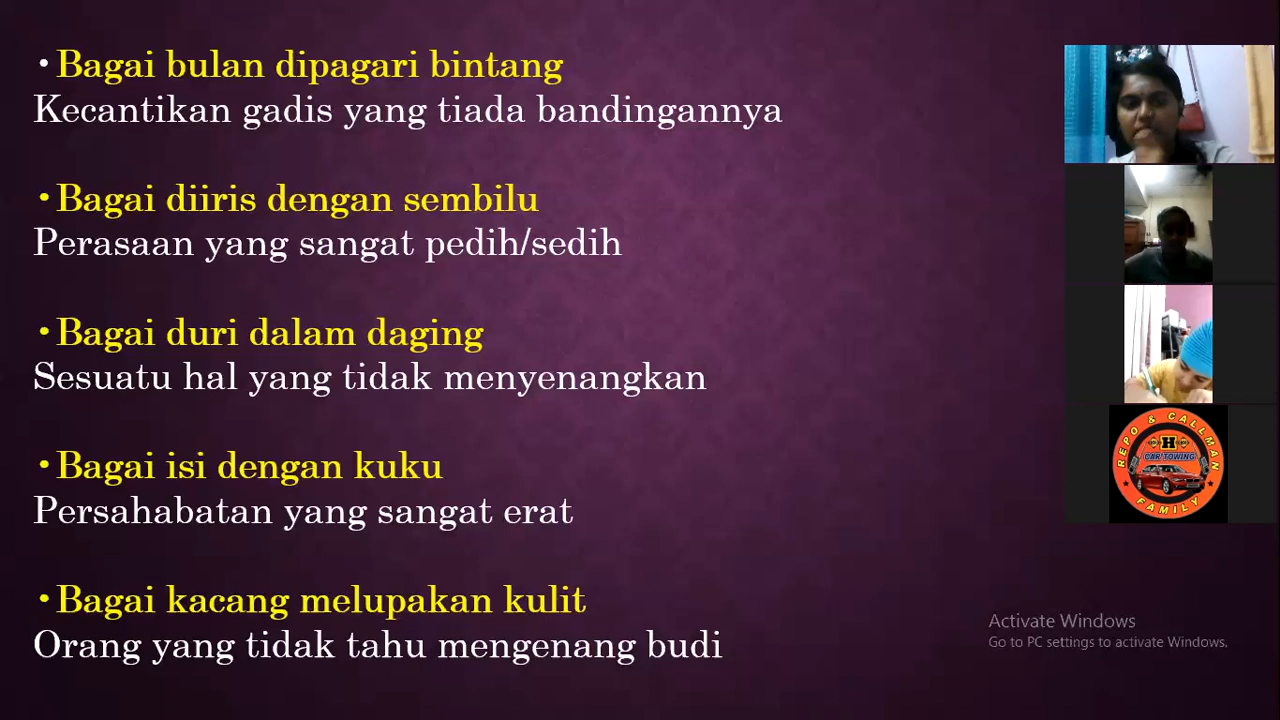 • Bagai bulan dipagari bintang
Kecantikan gadis yang tiada bandingannya
• Bagai diiris dengan sembilu
Perasaan yang sangat pedih/sedih
• Bagai duri dalam daging
Sesuatu hal yang tidak menyenangkan
• Bagai isi dengan kuku
Persahabatan yang sangat erat
• Bagai kacang melupakan kulit
Orang yang tidak tahu mengenang budi
REPO & CALLMAN
H
CAR TOWING
FAMILY
Activate Windows
Go to PC settings to activate Windows.